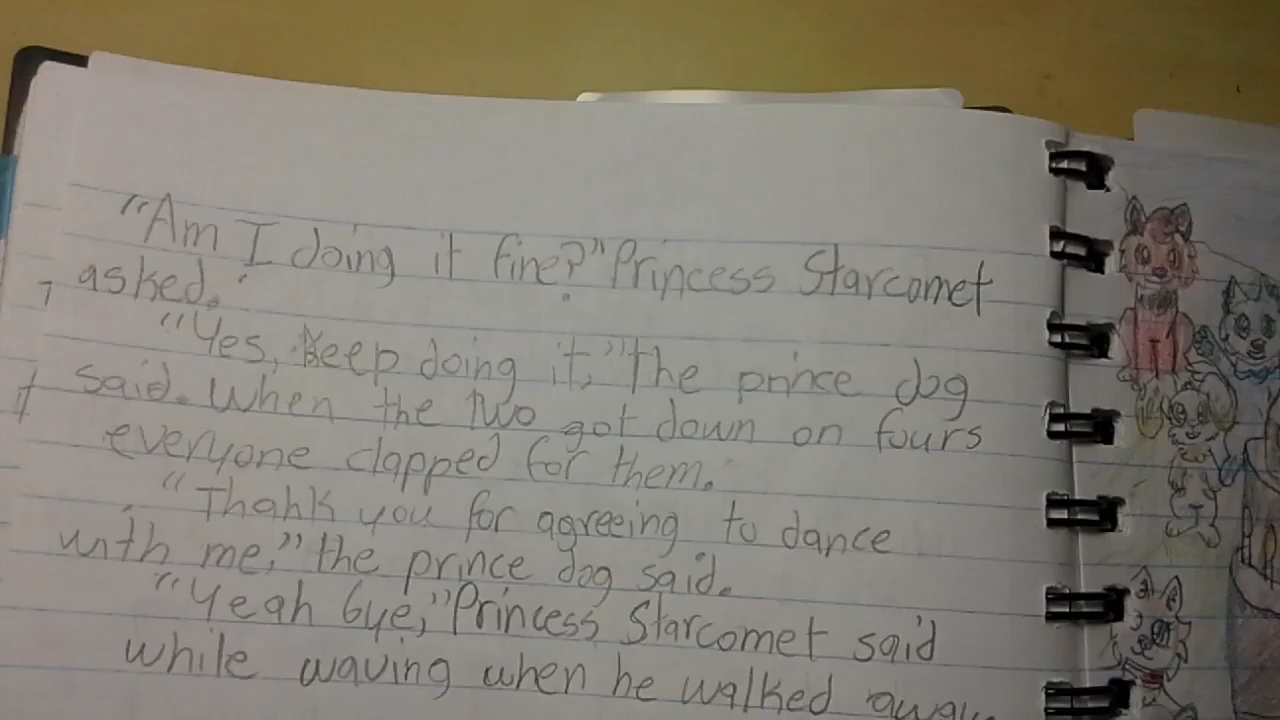 "Am I doing it fine?" Princess Starcomet
asked.
"Yes, keep doing it," the prince dog
said. When the two got down on fours
everyone clapped for them.
"Thank you for agreeing to dance
with me," the prince dog said.
"Yeah bye," Princess Starcomet said
while waving when he walked away